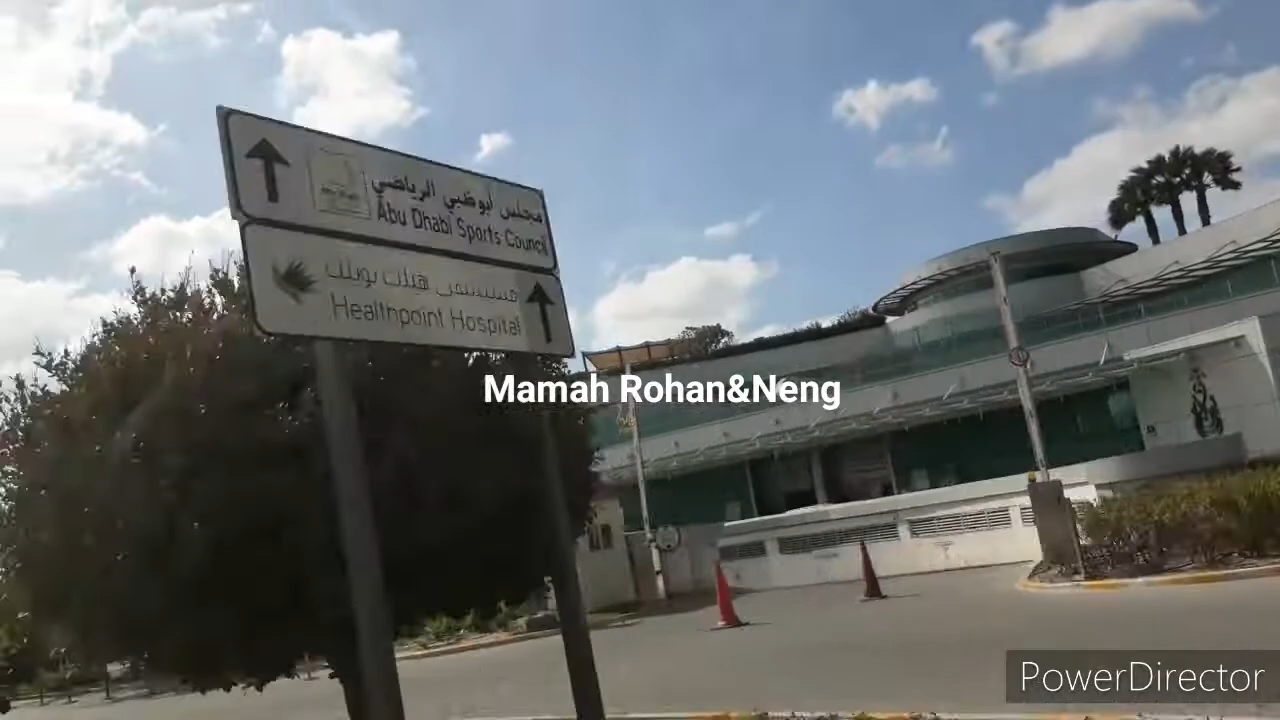 مجلس أبوظبي الرياضي
Abu Dhabi Sports Council
مستشفى هيلث بوينت
Healthpoint Hospital
Mamah Rohan&Neng
PowerDirector